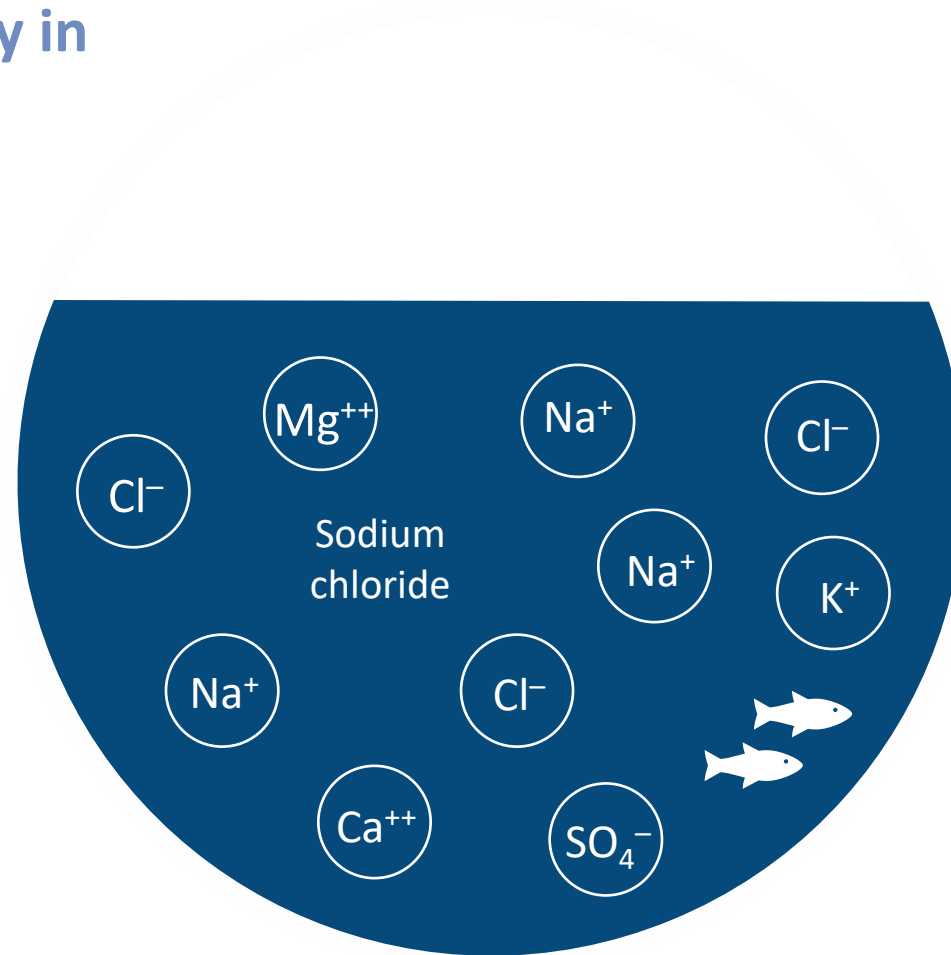 y in
Mg⁺⁺
Na⁺
Cl⁻
Cl⁻
Sodium
chloride
Na⁺
K⁺
Na⁺
Cl⁻
Ca⁺⁺
SO₄⁻